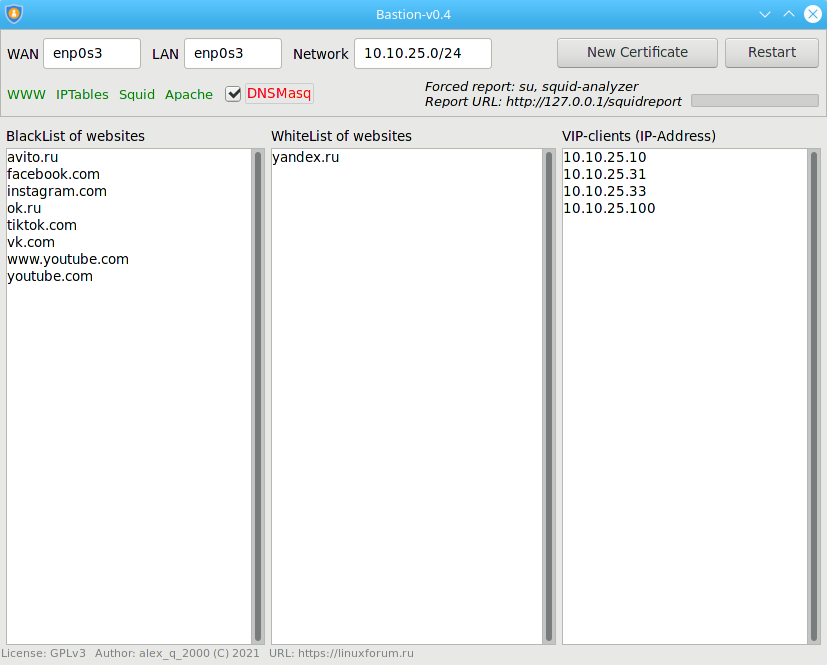 Bastion-v0.4
WAN enp0s3 LAN enp0s3 Network 10.10.25.0/24 New Certificate Restart
WWW IPTables Squid Apache DNSMasq
Forced report: su, squid-analyzer
Report URL: http://127.0.0.1/squidreport
BlackList of websites
avito.ru
facebook.com
instagram.com
ok.ru
tiktok.com
vk.com
www.youtube.com
youtube.com
WhiteList of websites
yandex.ru
VIP-clients (IP-Address)
10.10.25.10
10.10.25.31
10.10.25.33
10.10.25.100
License: GPLv3 Author: alex_q_2000 (C) 2021 URL: https://linuxforum.ru